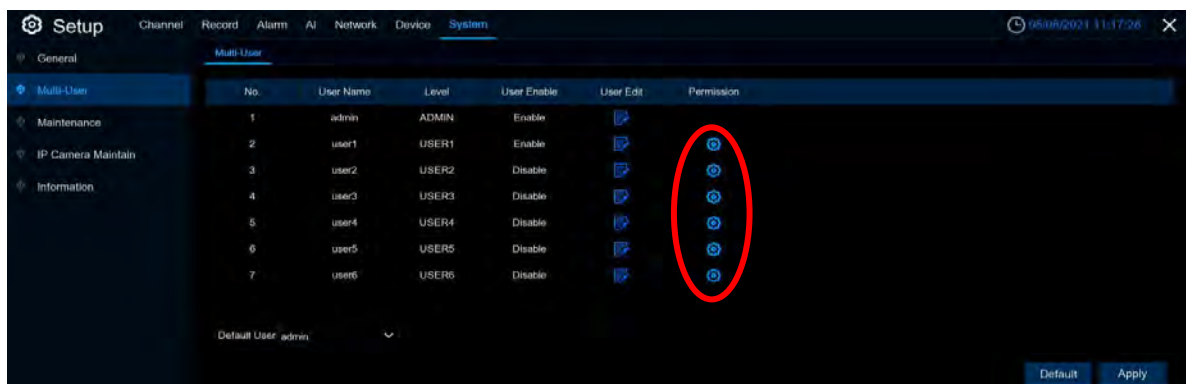 Setup Channel Record Alarm AI Network Device System 05/06/2021 11:17:26
General
Multi-User
Maintenance
IP Camera Maintain
Information
Multi-User
No. User Name Level User Enable User Edit Permission
1 admin ADMIN Enable
2 user1 USER1 Enable
3 user2 USER2 Disable
4 user3 USER3 Disable
5 user4 USER4 Disable
6 user5 USER5 Disable
7 user6 USER6 Disable
Default User admin
Default Apply